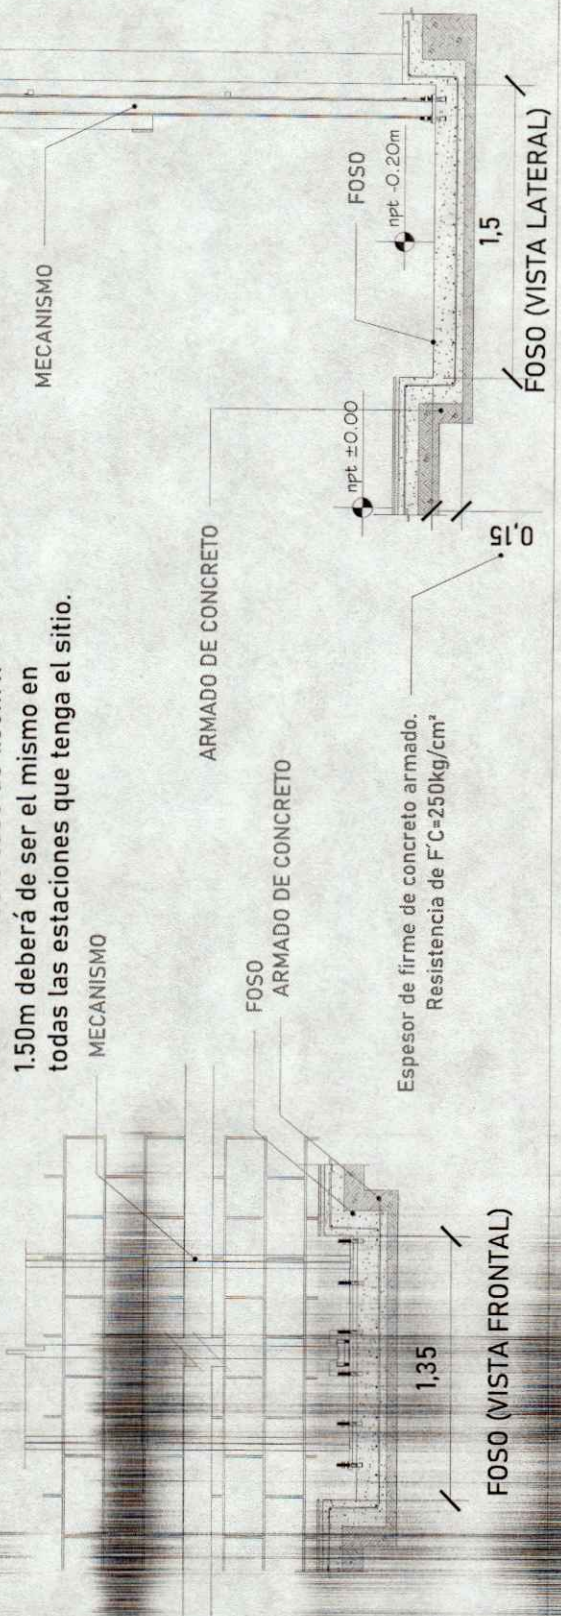 1.50m deberá de ser el mismo en
todas las estaciones que tenga el sitio.
MECANISMO
MECANISMO
ARMADO DE CONCRETO
FOSO
ARMADO DE CONCRETO
Espesor de firme de concreto armado.
Resistencia de F´C=250kg/cm²
npt ±0.00
FOSO
npt -0.20m
0.15
1,5
FOSO (VISTA LATERAL)
1,35
FOSO (VISTA FRONTAL)